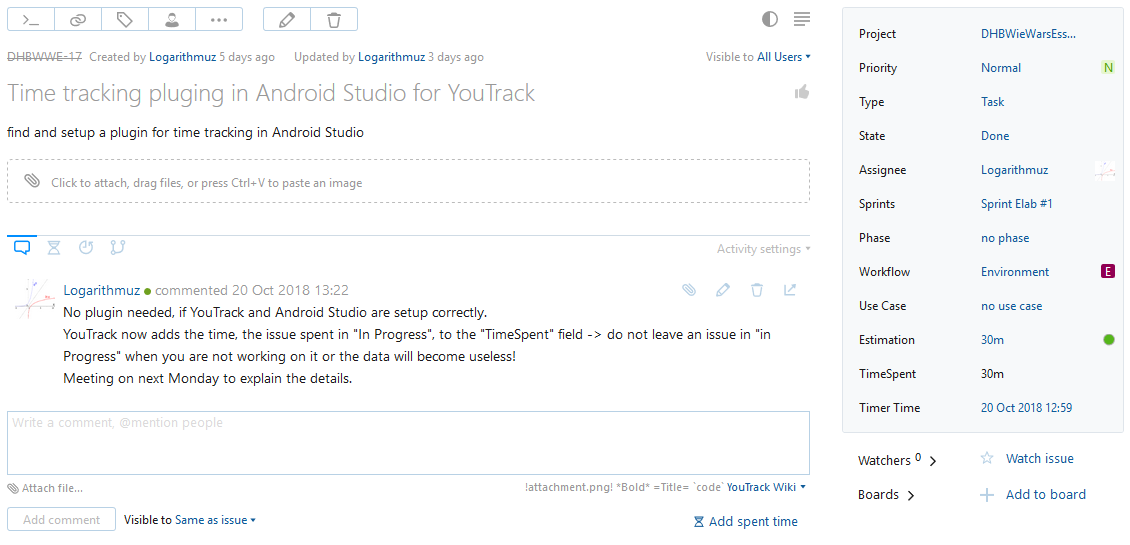 DHBWWE-17 Created by Logarithmuz 5 days ago Updated by Logarithmuz 3 days ago Visible to All Users
Time tracking pluging in Android Studio for YouTrack
find and setup a plugin for time tracking in Android Studio
Click to attach, drag files, or press Ctrl+V to paste an image
Activity settings
Logarithmuz commented 20 Oct 2018 13:22
No plugin needed, if YouTrack and Android Studio are setup correctly.
YouTrack now adds the time, the issue spent in "In Progress", to the "TimeSpent" field -> do not leave an issue in "in
Progress" when you are not working on it or the data will become useless!
Meeting on next Monday to explain the details.
Write a comment, @mention people
Attach file... !attachment.png! *Bold* =Title= `code` YouTrack Wiki
Add comment Visible to Same as issue Add spent time
Project DHBWieWarsEss...
Priority Normal N
Type Task
State Done
Assignee Logarithmuz
Sprints Sprint Elab #1
Phase no phase
Workflow Environment E
Use Case no use case
Estimation 30m
TimeSpent 30m
Timer Time 20 Oct 2018 12:59
Watchers 0 Watch issue
Boards Add to board